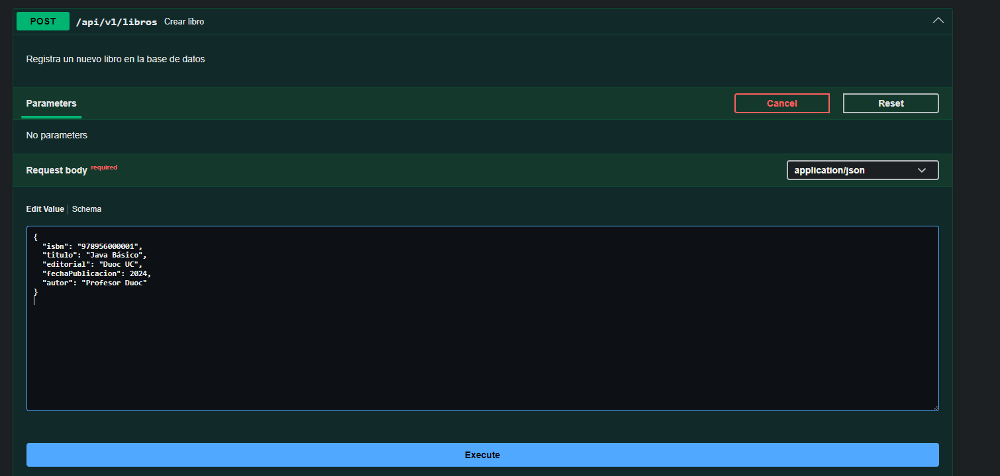 POST /api/v1/libros Crear libro
Registra un nuevo libro en la base de datos
Parameters Cancel Reset
No parameters
Request body required application/json
Edit Value | Schema
{
"isbn": "978956000001",
"titulo": "Java Básico",
"editorial": "Duoc UC",
"fechaPublicacion": 2024,
"autor": "Profesor Duoc"
}
Execute